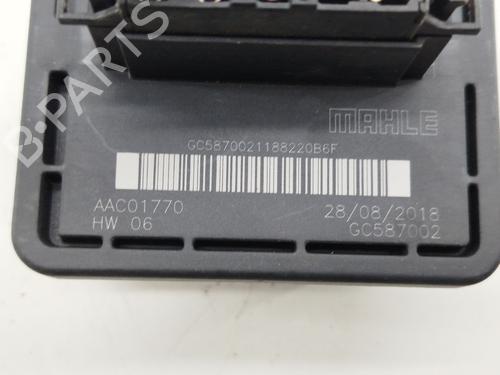 B-PARTS
MAHLE
GC5870021188220B6F
AAC01770
28/08/2018
HW 06
GC587002